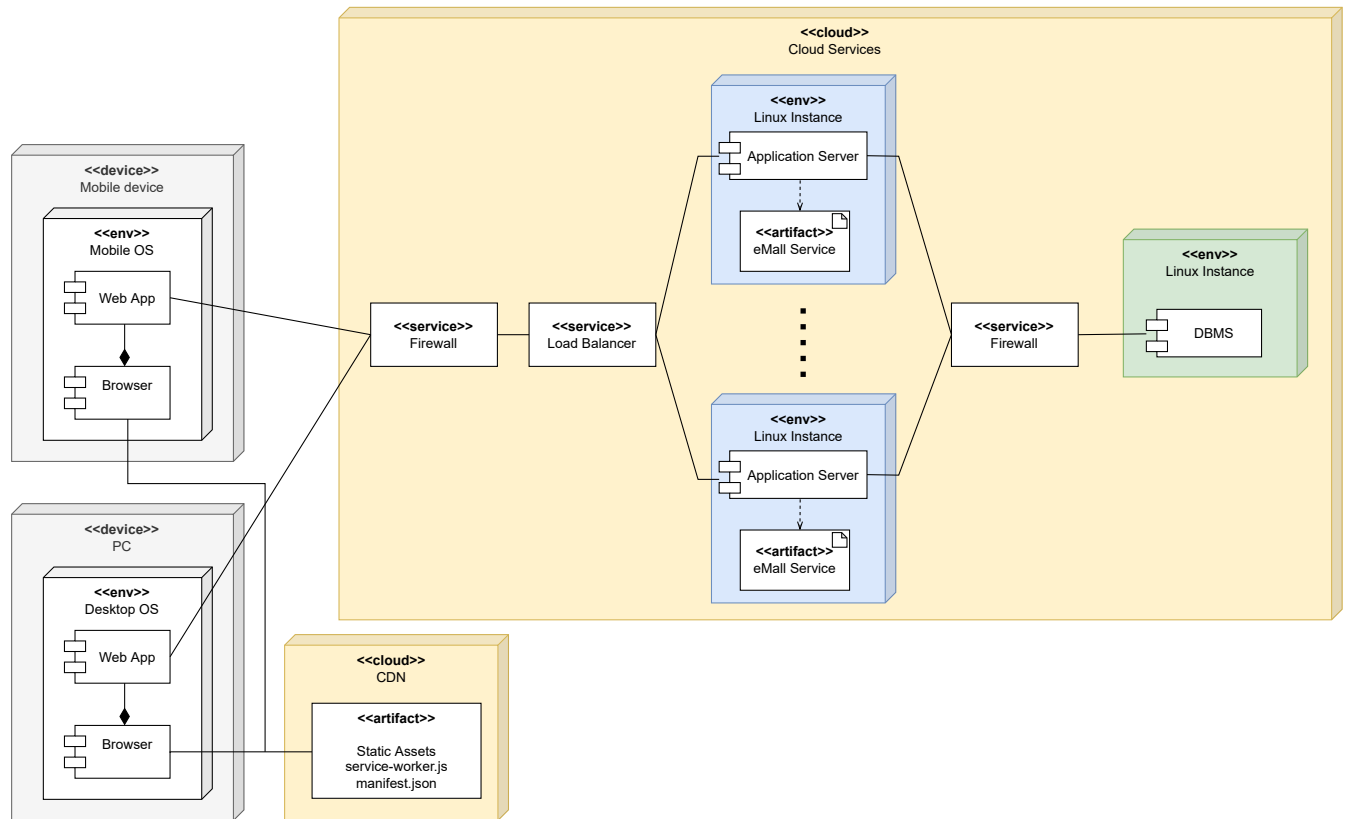 <<cloud>>
Cloud Services
<<env>>
Linux Instance
Application Server
<<artifact>>
eMall Service
<<device>>
Mobile device
<<env>>
Mobile OS
Web App
Browser
<<service>>
Firewall
<<service>>
Load Balancer
<<service>>
Firewall
<<env>>
Linux Instance
DBMS
<<env>>
Linux Instance
Application Server
<<artifact>>
eMall Service
<<device>>
PC
<<env>>
Desktop OS
Web App
Browser
<<cloud>>
CDN
<<artifact>>
Static Assets
service-worker.js
manifest.json